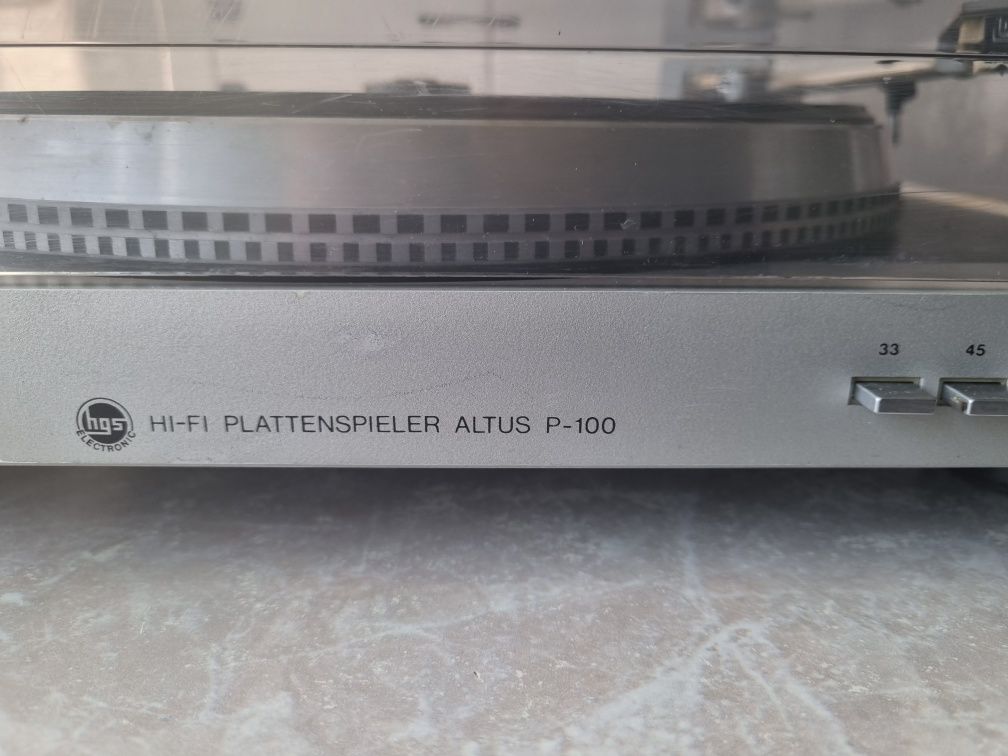 33 45
hgs
ELECTRONIC
HI-FI PLATTENSPIELER ALTUS P-100